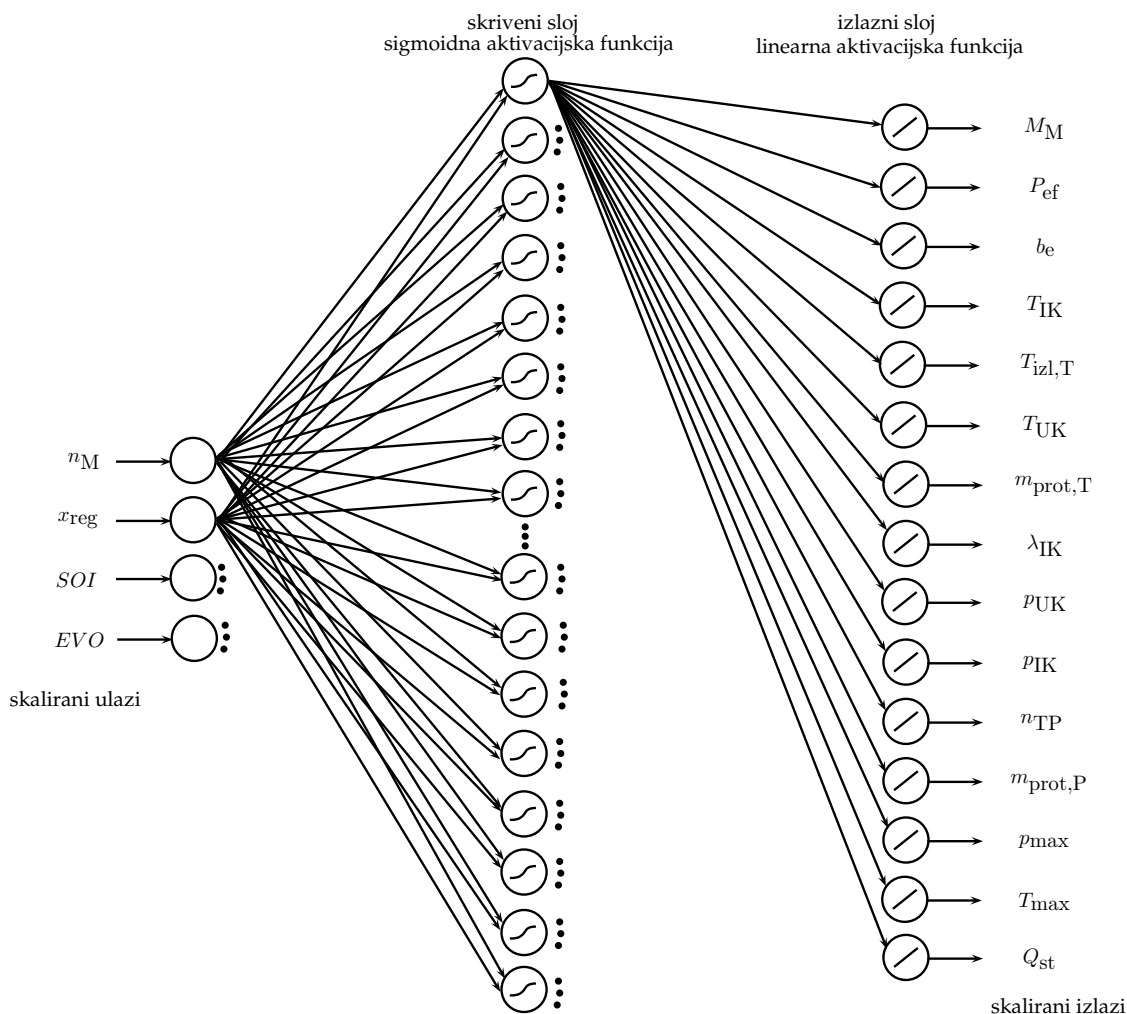 skriveni sloj
sigmoidna aktivacijska funkcija
izlazni sloj
linearna aktivacijska funkcija
n_M
x_reg
SOI
EVO
skalirani ulazi
M_M
P_ef
b_e
T_IK
T_izl,T
T_UK
m_prot,T
λ_IK
p_UK
p_IK
n_TP
m_prot,P
p_max
T_max
Q_st
skalirani izlazi